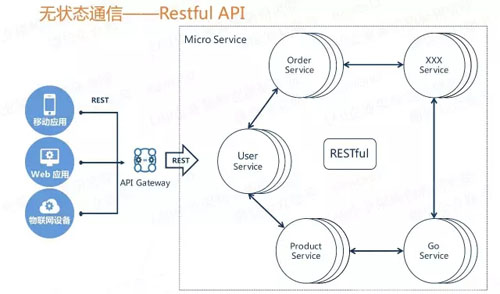 无状态通信——Restful API
Micro Service
Order
Service
XXX
Service
REST
移动应用
Web 应用
API Gateway
REST
User
Service
RESTful
物联网设备
Product
Service
Go
Service